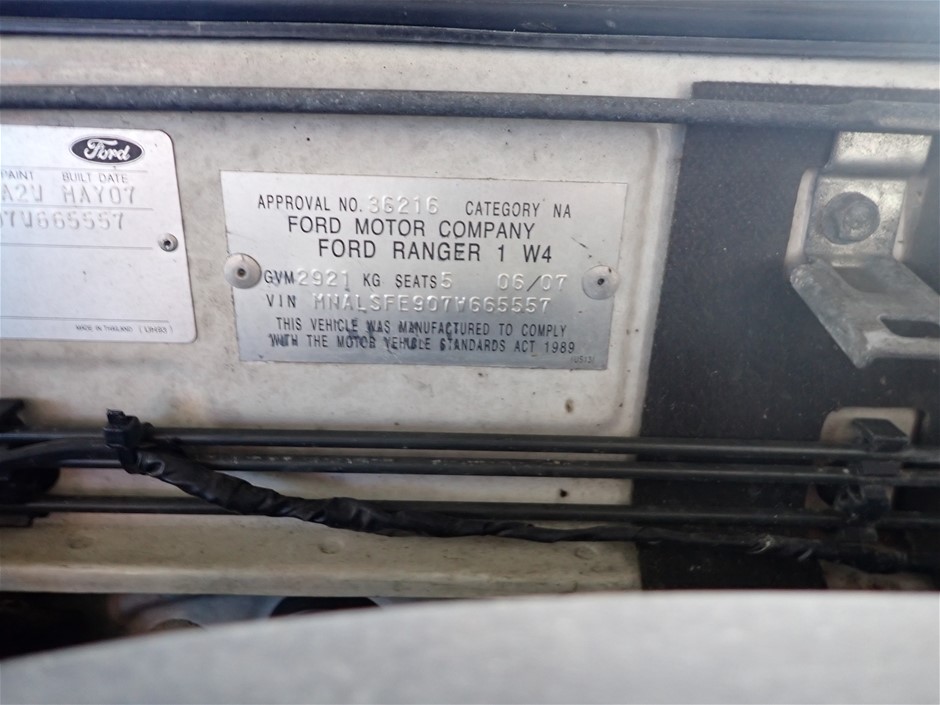 Ford
PAINT BUILT DATE
A2W MAY07
07W665557
MADE IN THAILAND
APPROVAL NO. 36216 CATEGORY NA
FORD MOTOR COMPANY
FORD RANGER 1 W4
GVM 2921 KG SEATS 5 06/07
VIN MNALSFE907W665557
THIS VEHICLE WAS MANUFACTURED TO COMPLY
WITH THE MOTOR VEHICLE STANDARDS ACT 1989